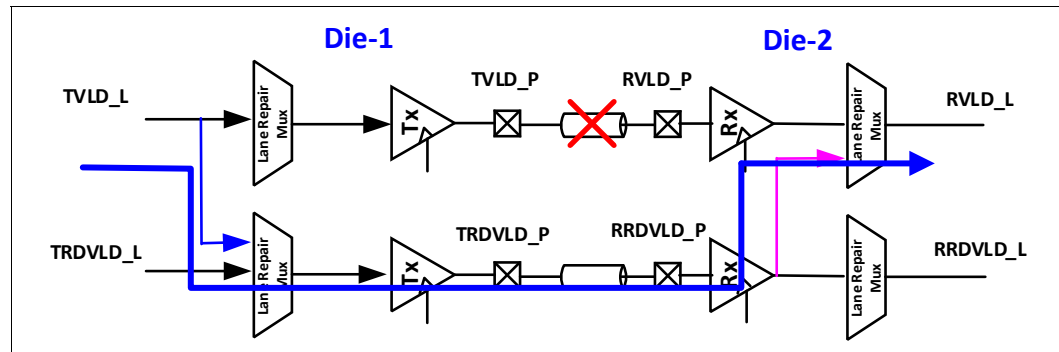 Die-1
Die-2
TVLD_L
Lane Repair
Mux
Tx
TVLD_P
RVLD_P
Rx
Lane Repair
Mux
RVLD_L
TRDVLD_L
Lane Repair
Mux
Tx
TRDVLD_P
RRDVLD_P
Rx
Lane Repair
Mux
RRDVLD_L